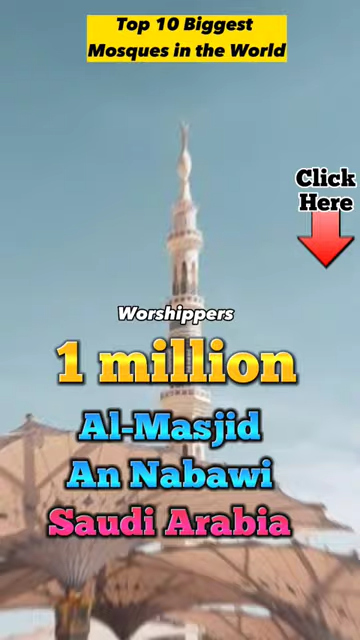 Top 10 Biggest
Mosques in the World
Click
Here
Worshippers
1 million
Al-Masjid
An Nabawi
Saudi Arabia